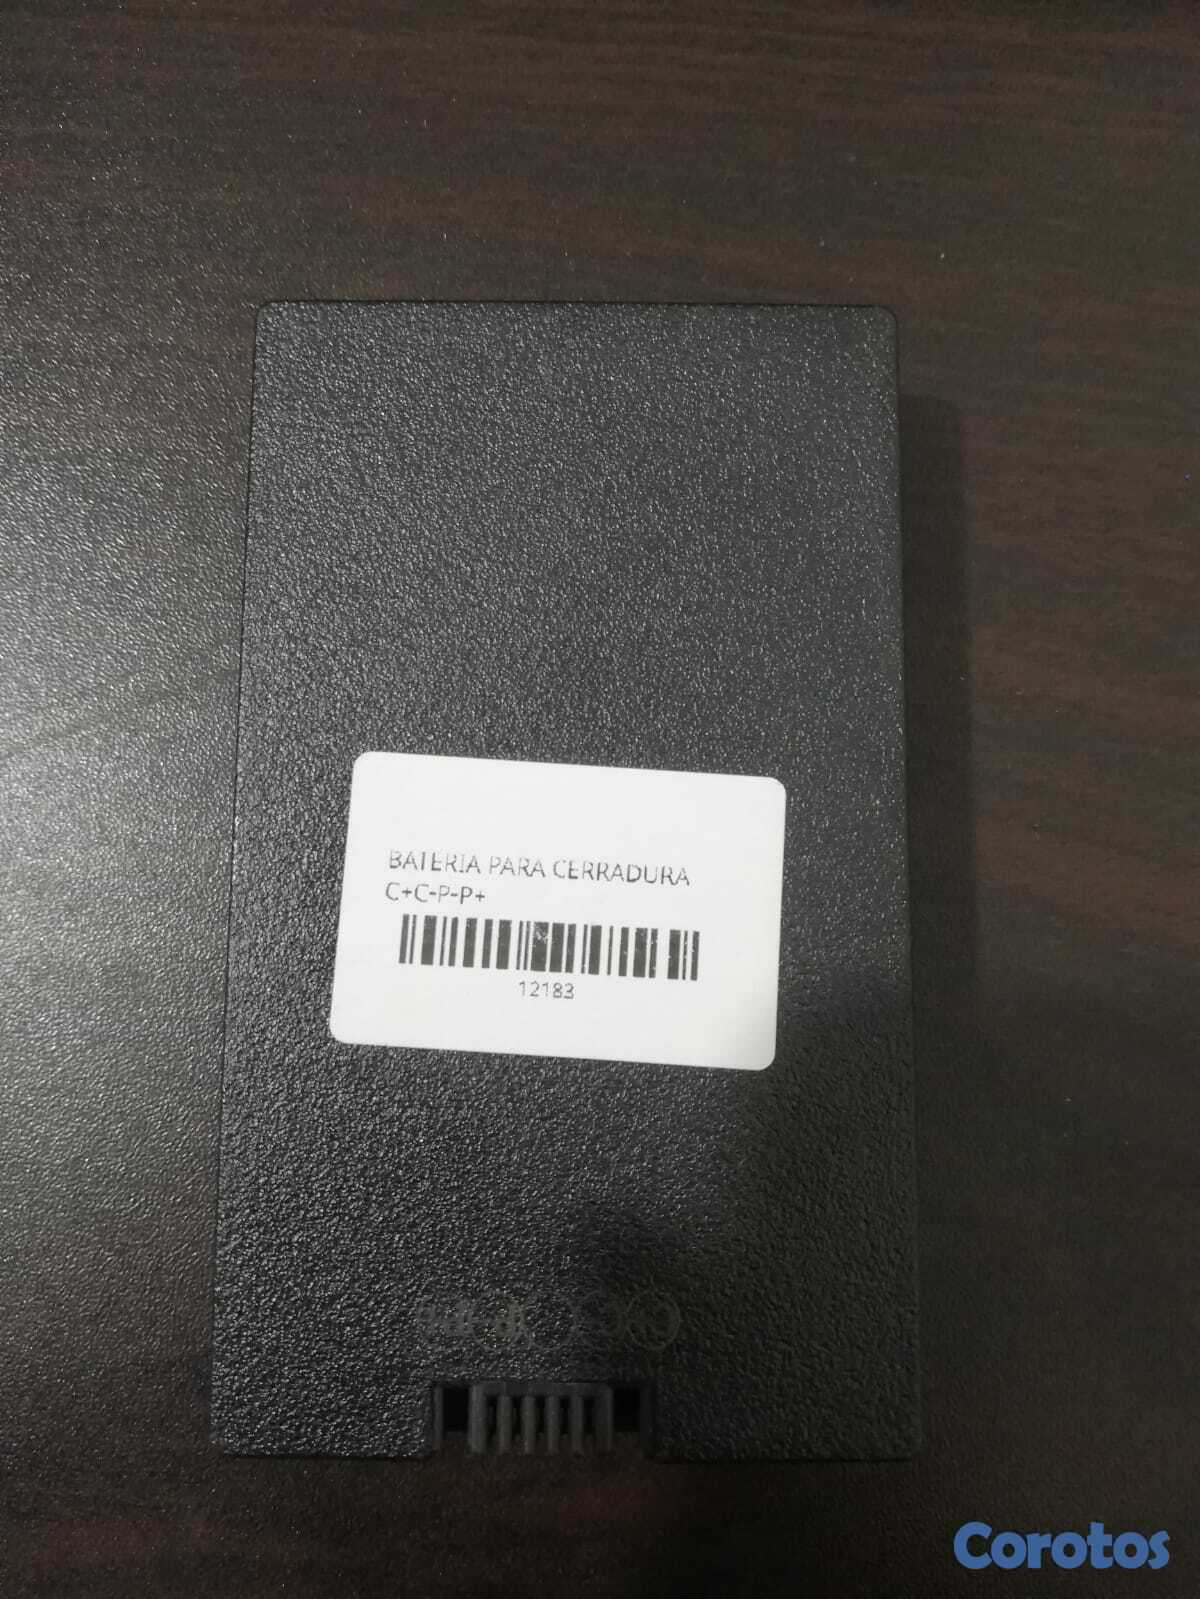 BATERIA PARA CERRADURA
C+C-P-P+
12183
Corotos